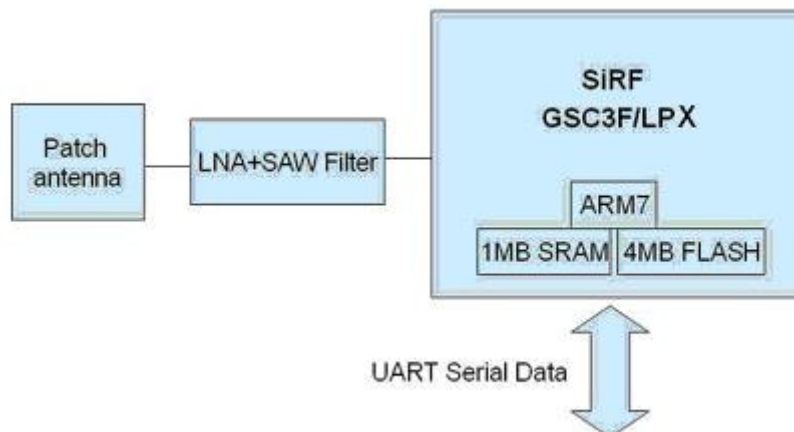 SiRF
GSC3F/LPX
Patch
antenna
LNA+SAW Filter
ARM7
1MB SRAM
4MB FLASH
UART Serial Data